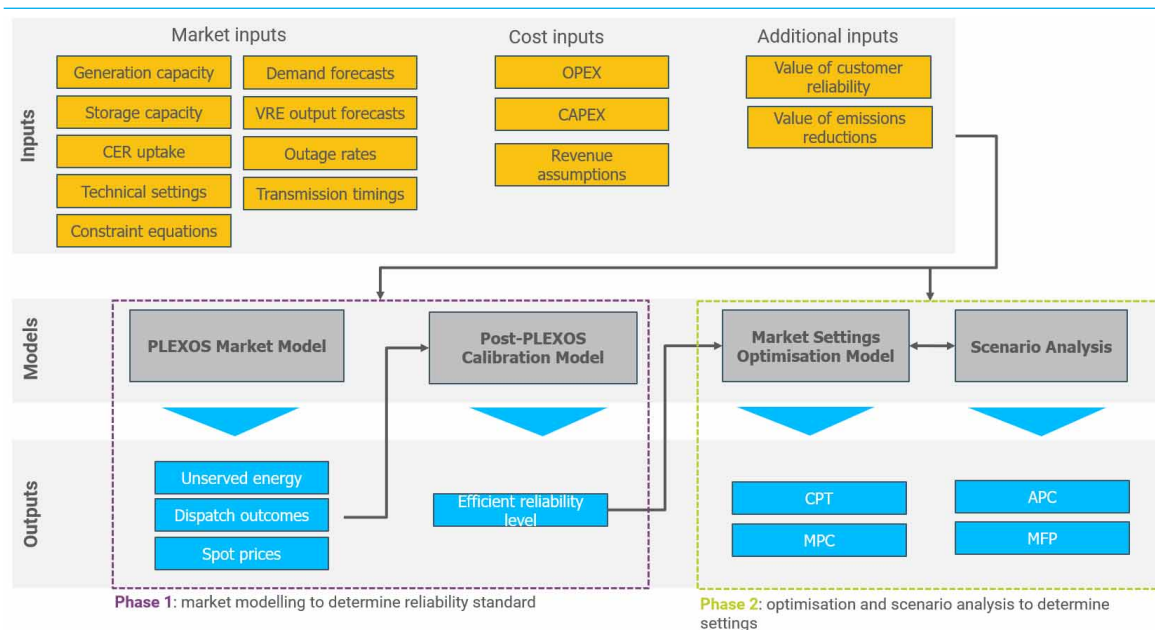 Market inputs
Cost inputs
Additional inputs
Inputs
Generation capacity
Storage capacity
CER uptake
Technical settings
Constraint equations
Demand forecasts
VRE output forecasts
Outage rates
Transmission timings
OPEX
CAPEX
Revenue
assumptions
Value of customer
reliability
Value of emissions
reductions
Models
PLEXOS Market Model
Post-PLEXOS
Calibration Model
Market Settings
Optimisation Model
Scenario Analysis
Outputs
Unserved energy
Dispatch outcomes
Spot prices
Efficient reliability
level
CPT
MPC
APC
MFP
Phase 1: market modelling to determine reliability standard
Phase 2: optimisation and scenario analysis to determine
settings